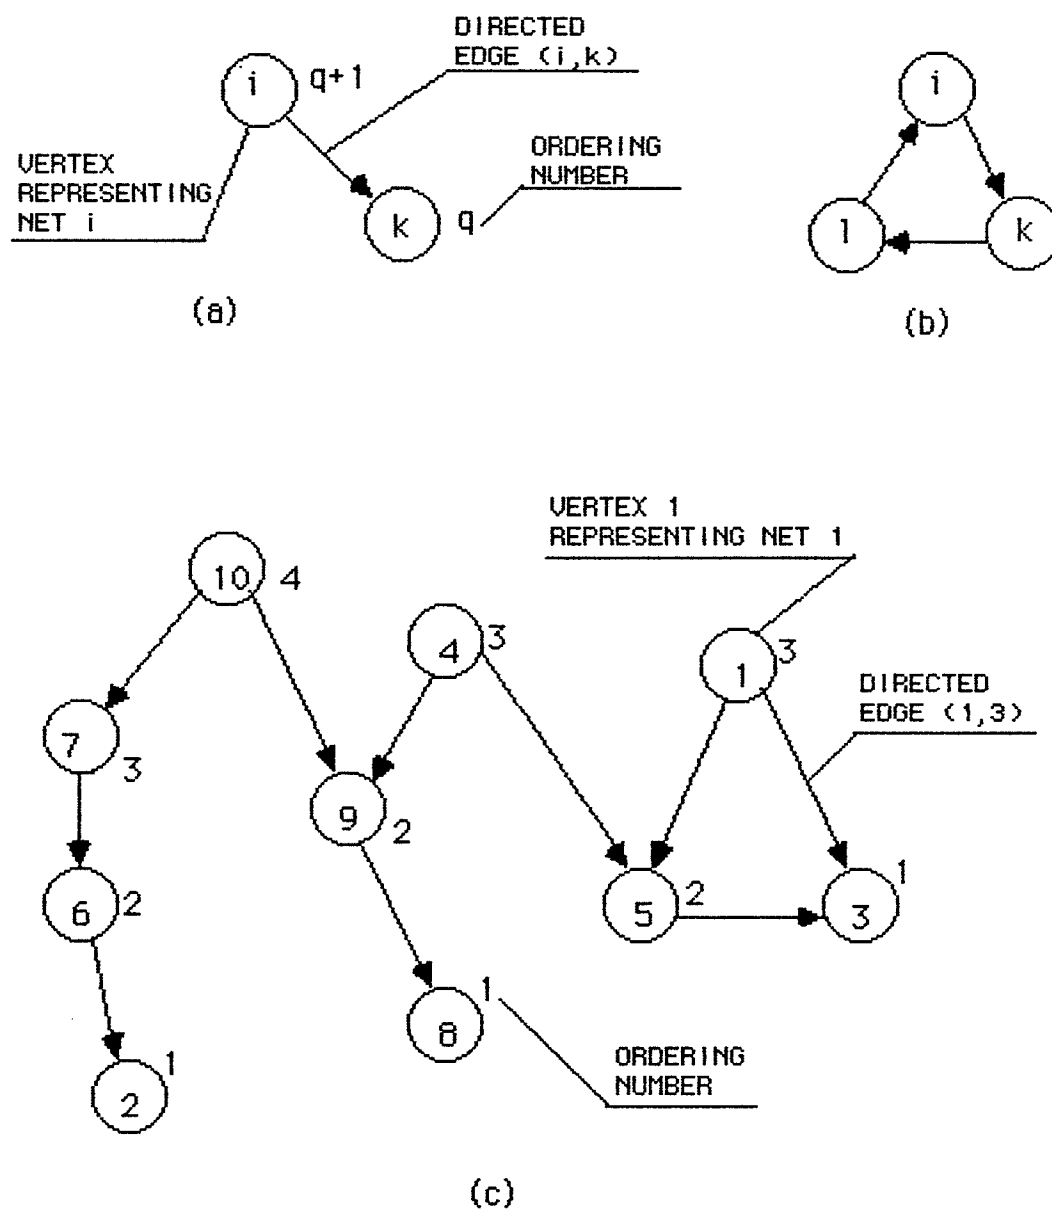 DIRECTED
EDGE (i,k)
i
q+1
VERTEX
REPRESENTING
NET i
ORDERING
NUMBER
k
q
(a)
i
l
k
(b)
VERTEX 1
REPRESENTING NET 1
10
4
4
3
1
3
DIRECTED
EDGE (1,3)
7
3
9
2
6
2
5
2
3
1
8
1
2
1
ORDERING
NUMBER
(c)